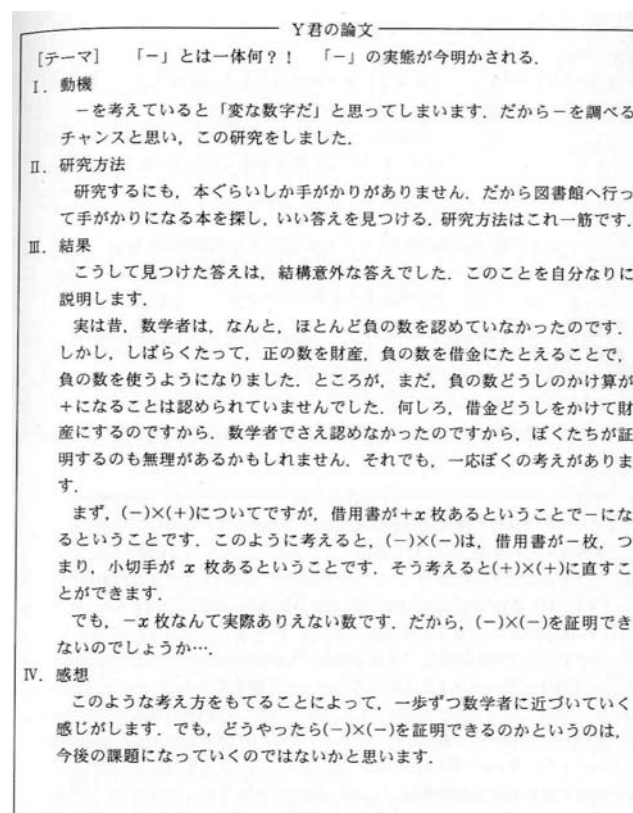 Y君の論文
[テーマ] 「－」とは一体何？！ 「－」の実態が今明かされる．
Ⅰ．動機
－を考えていると「変な数字だ」と思ってしまいます．だから－を調べる
チャンスと思い，この研究をしました．
Ⅱ．研究方法
研究するにも，本ぐらいしか手がかりがありません．だから図書館へ行っ
て手がかりになる本を探し，いい答えを見つける．研究方法はこれ一筋です．
Ⅲ．結果
こうして見つけた答えは，結構意外な答えでした．このことを自分なりに
説明します．
実は昔，数学者は，なんと，ほとんど負の数を認めていなかったのです．
しかし，しばらくたって，正の数を財産，負の数を借金にたとえることで，
負の数を使うようになりました．ところが，まだ，負の数どうしのかけ算が
＋になることは認められていませんでした．何しろ，借金どうしをかけて財
産にするのですから，数学者でさえ認めなかったのですから，ぼくたちが証
明するのも無理があるかもしれません．それでも，一応ぼくの考えがありま
す．
まず，(－)×(＋)についてですが，借用書が＋x枚あるということで－にな
るということです．このように考えると，(－)×(－)は，借用書が－枚，つ
まり，小切手が x 枚あるということです．そう考えると(＋)×(＋)に直すこ
とができます．
でも，－x枚なんて実際ありえない数です．だから，(－)×(－)を証明でき
ないのでしょうか…．
Ⅳ．感想
このような考え方をもてることによって，一歩ずつ数学者に近づいていく
感じがします．でも，どうやったら(－)×(－)を証明できるのかというのは，
今後の課題になっていくのではないかと思います．